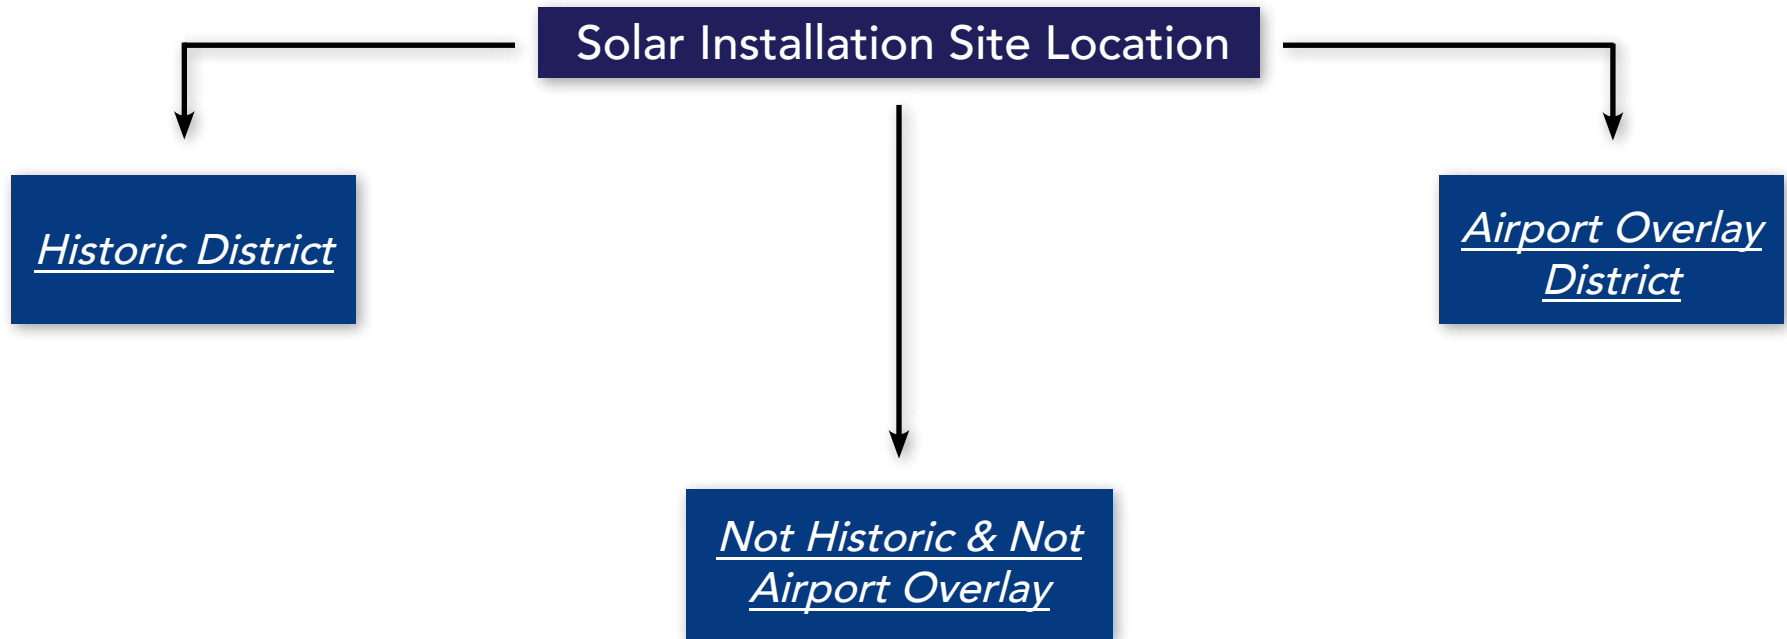 Solar Installation Site Location
Historic District
Airport Overlay
District
Not Historic & Not
Airport Overlay